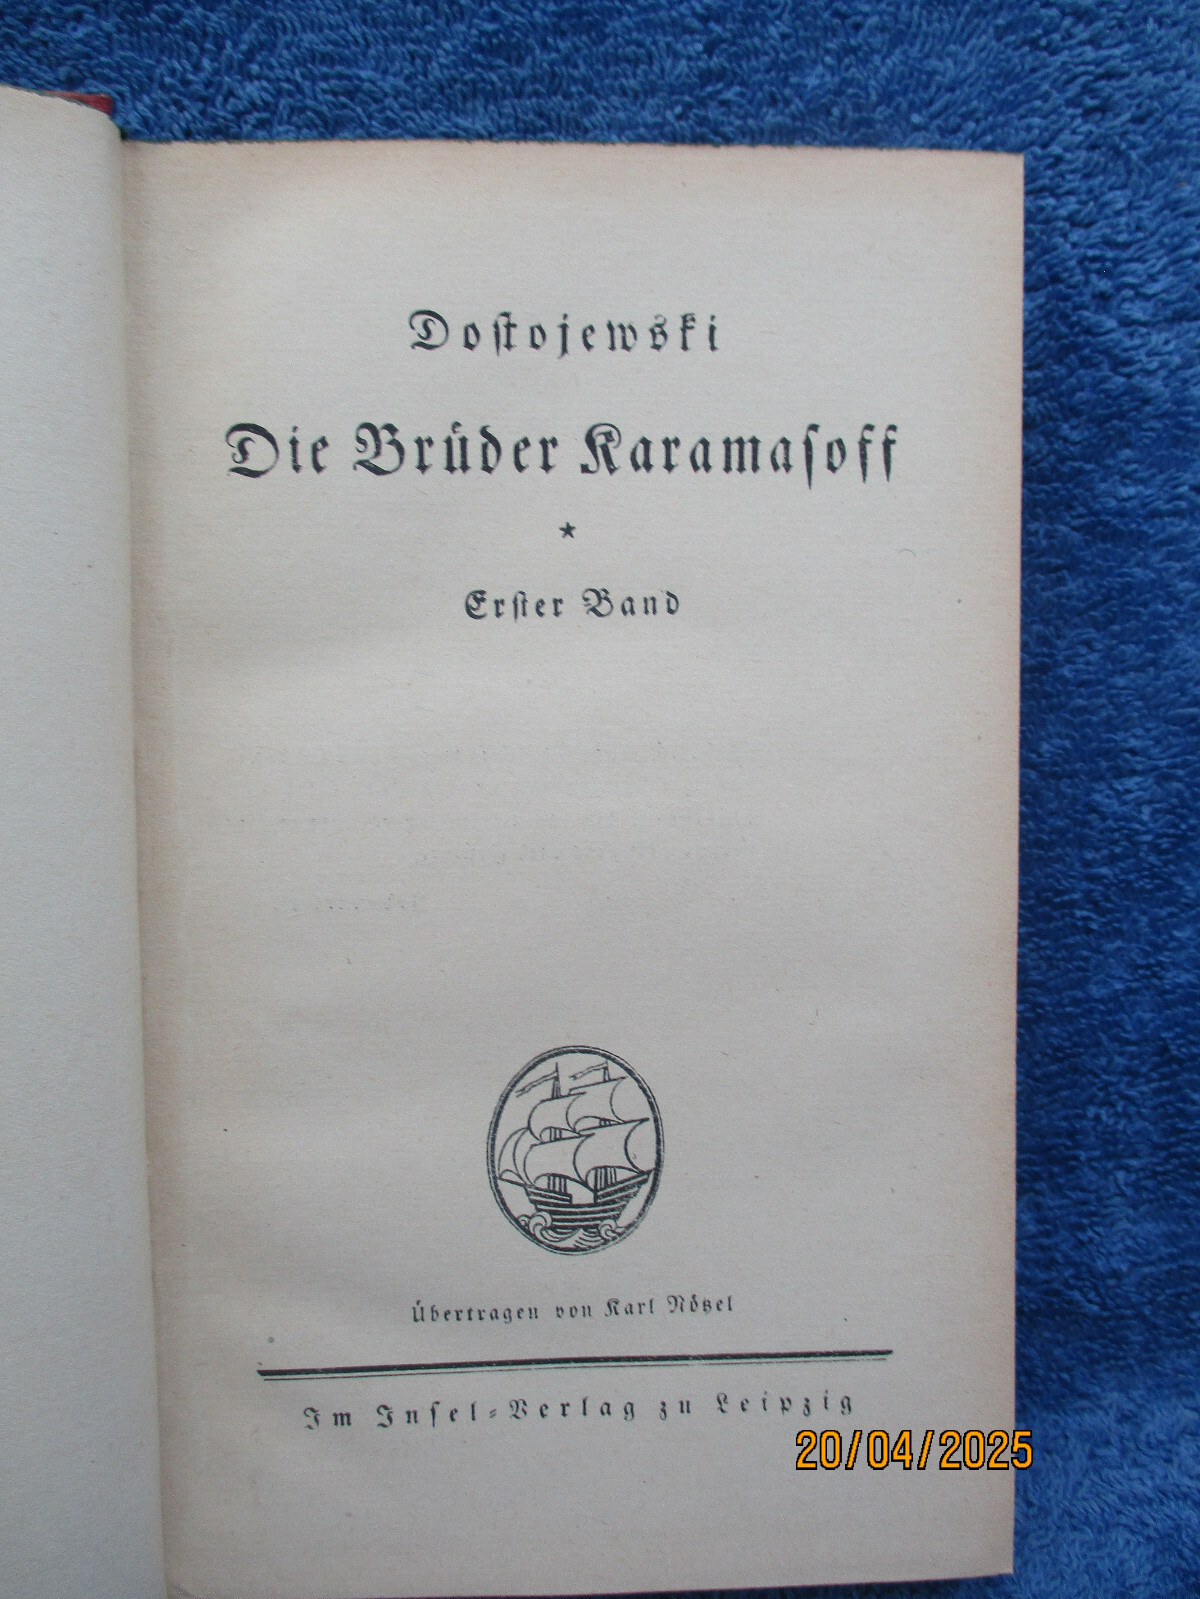 Dostojewski
Die Brüder Karamasoff
*
Erster Band
Übertragen von Karl Nötzel
Im Insel-Verlag zu Leipzig
20/04/2025